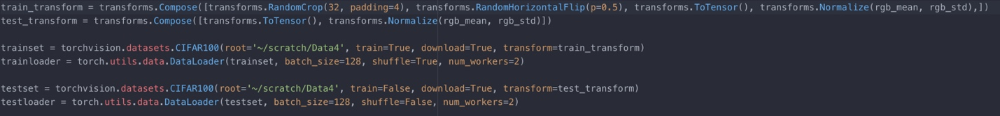 train_transform = transforms.Compose([transforms.RandomCrop(32, padding=4), transforms.RandomHorizontalFlip(p=0.5), transforms.ToTensor(), transforms.Normalize(rgb_mean, rgb_std),])
test_transform = transforms.Compose([transforms.ToTensor(), transforms.Normalize(rgb_mean, rgb_std)])
trainset = torchvision.datasets.CIFAR100(root='~/scratch/Data4', train=True, download=True, transform=train_transform)
trainloader = torch.utils.data.DataLoader(trainset, batch_size=128, shuffle=True, num_workers=2)
testset = torchvision.datasets.CIFAR100(root='~/scratch/Data4', train=False, download=True, transform=test_transform)
testloader = torch.utils.data.DataLoader(testset, batch_size=128, shuffle=False, num_workers=2)